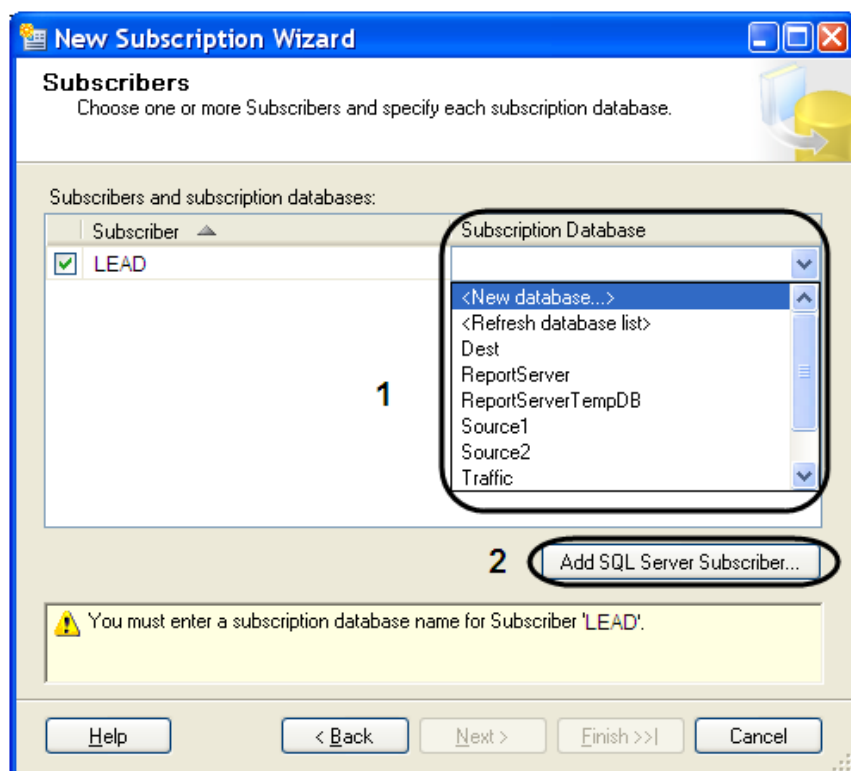 New Subscription Wizard
Subscribers
Choose one or more Subscribers and specify each subscription database.
Subscribers and subscription databases:
Subscriber Subscription Database
LEAD
<New database...>
<Refresh database list>
Dest
ReportServer
1
ReportServerTempDB
Source1
Source2
Traffic
2 Add SQL Server Subscriber...
You must enter a subscription database name for Subscriber 'LEAD'.
Help < Back Next > Finish >>| Cancel